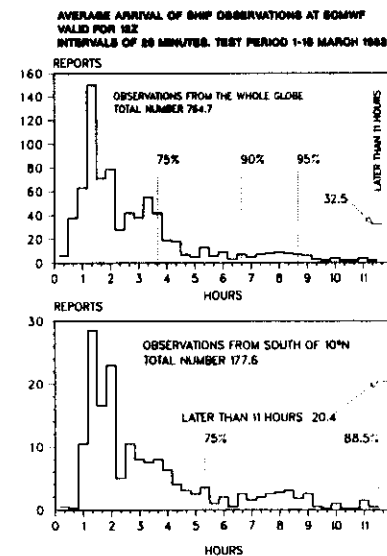 AVERAGE ARRIVAL OF SHIP OBSERVATIONS AT ECMWF
VALID FOR 12Z
INTERVALS OF 20 MINUTES. TEST PERIOD 1-15 MARCH
REPORTS
160
140
120
100
80
60
40
20
0
OBSERVATIONS FROM THE WHOLE GLOBE
TOTAL NUMBER 764.7
75%
90%
95%
32.5
LATER THAN 11 HOURS
0 1 2 3 4 5 6 7 8 9 10 11
HOURS
REPORTS
30
20
10
0
OBSERVATIONS FROM SOUTH OF 10°N
TOTAL NUMBER 177.6
LATER THAN 11 HOURS 20.4
75%
88.5%
0 1 2 3 4 5 6 7 8 9 10 11
HOURS